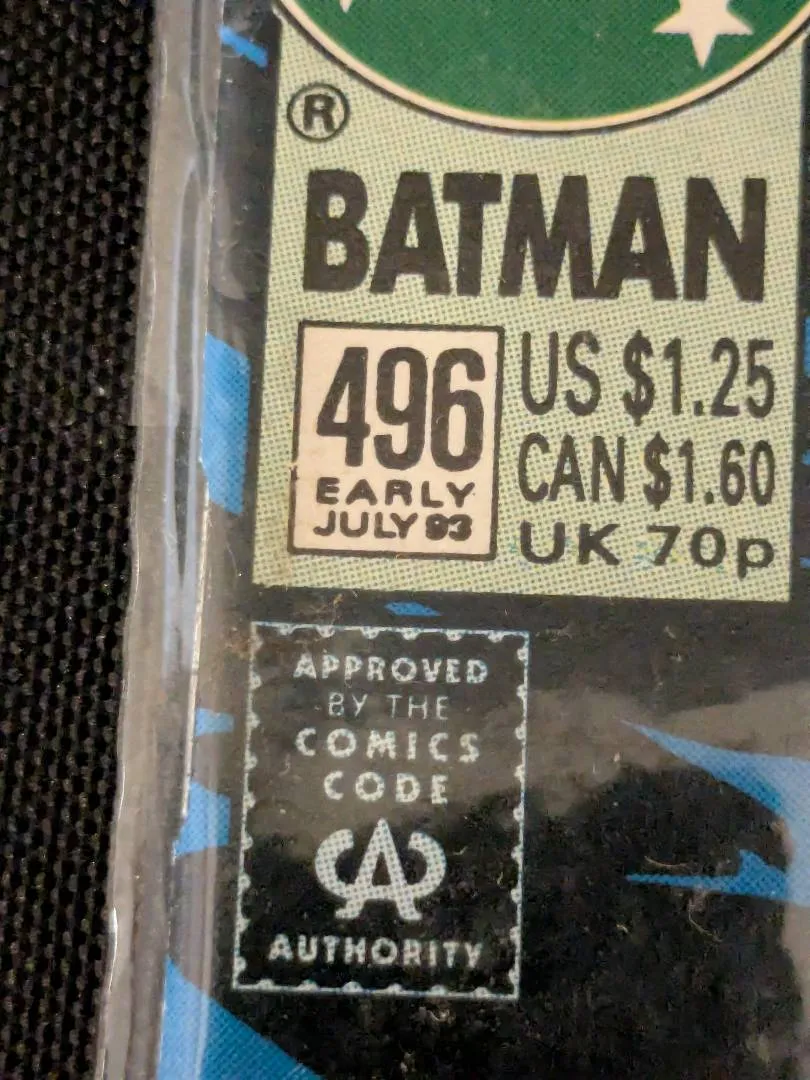 ®
BATMAN
496
EARLY
JULY 93
US $1.25
CAN $1.60
UK 70p
APPROVED
BY THE
COMICS
CODE
CA
AUTHORITY